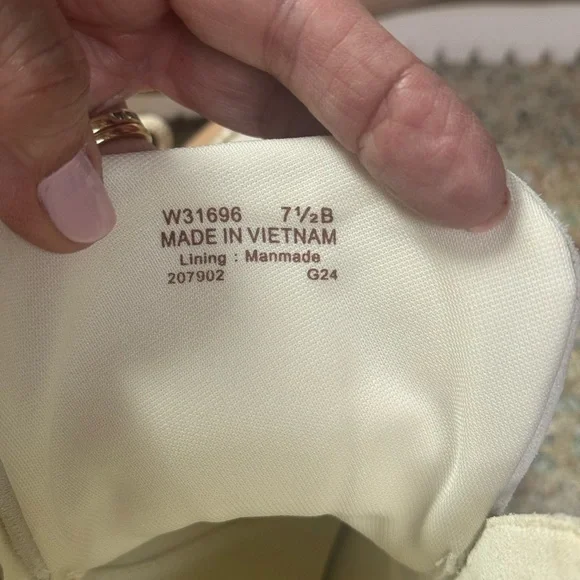 W31696 7½B
MADE IN VIETNAM
Lining : Manmade
207902 G24